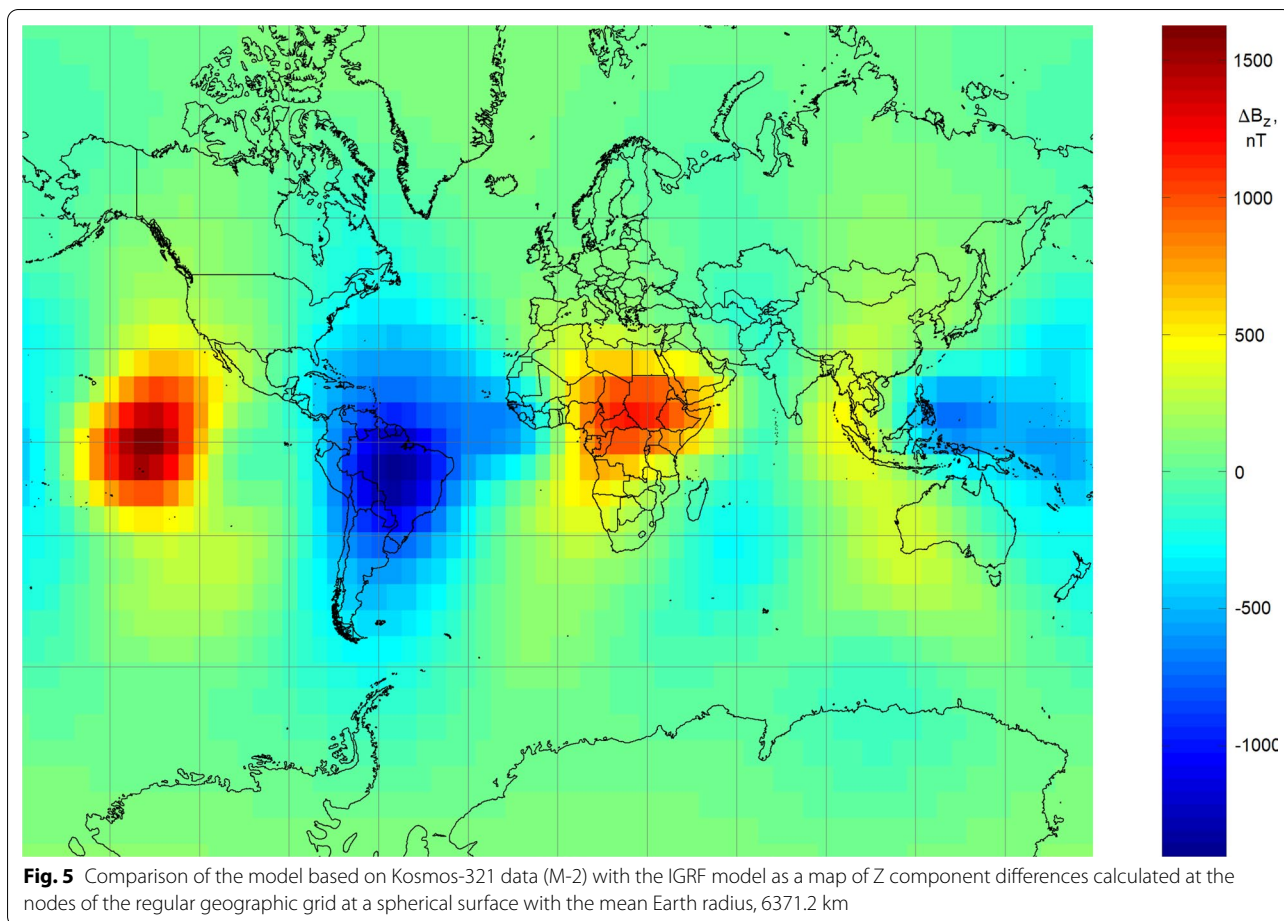 1500
ΔBz,
nT
1000
500
0
-500
-1000
Fig. 5 Comparison of the model based on Kosmos-321 data (M-2) with the IGRF model as a map of Z component differences calculated at the
nodes of the regular geographic grid at a spherical surface with the mean Earth radius, 6371.2 km